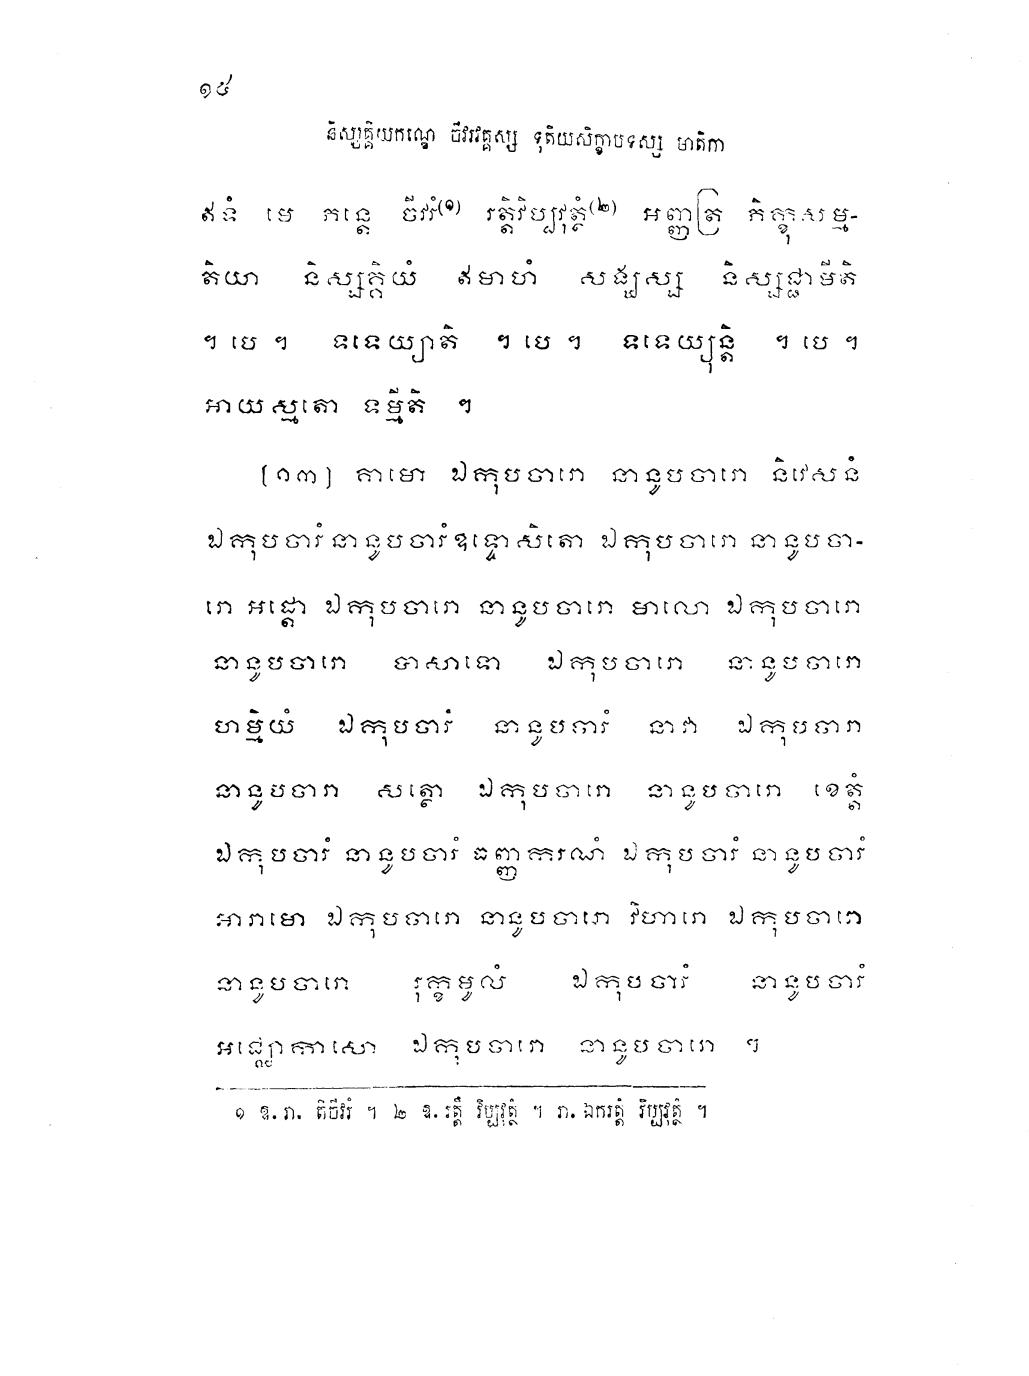 ១៥
និស្សគ្គិយកណ្ឌេ ចីវរវគ្គស្ស ទុតិយសិក្ខាបទស្ស មាតិកា
ឥទំ មេ ភន្តេ ចីវរំ(១) រត្តិវិប្បវុត្ថំ(២) អញ្ញត្រ ភិក្ខុសម្ម-
តិយា និស្សគ្គិយំ ឥមាហំ សង្ឃស្ស និស្សជ្ជាមីតិ
។ បេ ។ ទទេយ្យាតិ ។ បេ ។ ទទេយ្យុន្តិ ។ បេ ។
អាយស្មតោ ទម្មីតិ ។
[១៣] គាមោ ឯកុបចារោ នានូបចារោ និវេសនំ
ឯកុបចារំ នានូបចារំ ឧទ្ទោសិតោ ឯកុបចារោ នានូបចា-
រោ អដ្ដោ ឯកុបចារោ នានូបចារោ មាលោ ឯកុបចារោ
នានូបចារោ បាសាទោ ឯកុបចារោ នានូបចារោ
ហម្មិយំ ឯកុបចារំ នានូបចារំ នាវា ឯកុបចារា
នានូបចារា សត្ថោ ឯកុបចារោ នានូបចារោ ខេត្តំ
ឯកុបចារំ នានូបចារំ ធញ្ញករណំ ឯកុបចារំ នានូបចារំ
អារាមោ ឯកុបចារោ នានូបចារោ វិហារោ ឯកុបចារោ
នានូបចារោ រុក្ខមូលំ ឯកុបចារំ នានូបចារំ
អជ្ឈោកាសោ ឯកុបចារោ នានូបចារោ ។
១ ឱ. រា. តិចីវរំ ។ ២ ឱ. រត្តឹ វិប្បវុត្ថំ ។ រា. ឯករត្តំ វិប្បវុត្ថំ ។